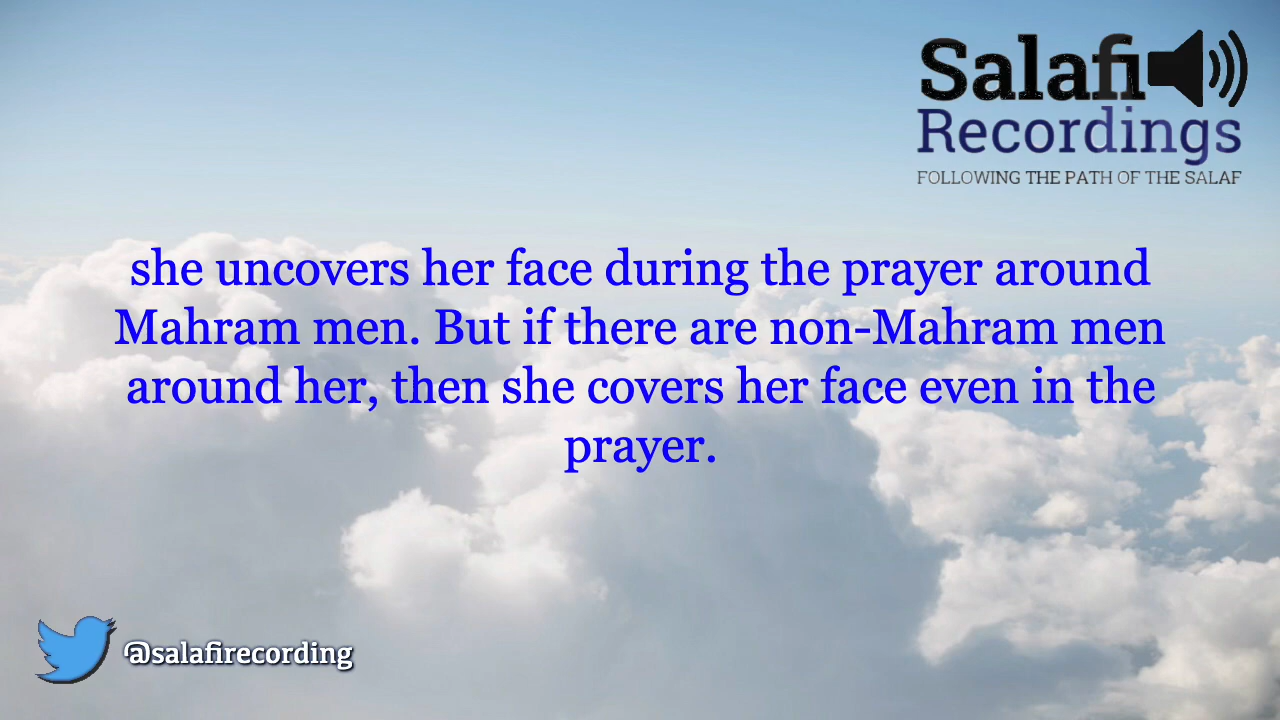 Salafi
Recordings
FOLLOWING THE PATH OF THE SALAF
she uncovers her face during the prayer around
Mahram men. But if there are non-Mahram men
around her, then she covers her face even in the
prayer.
@salafirecording